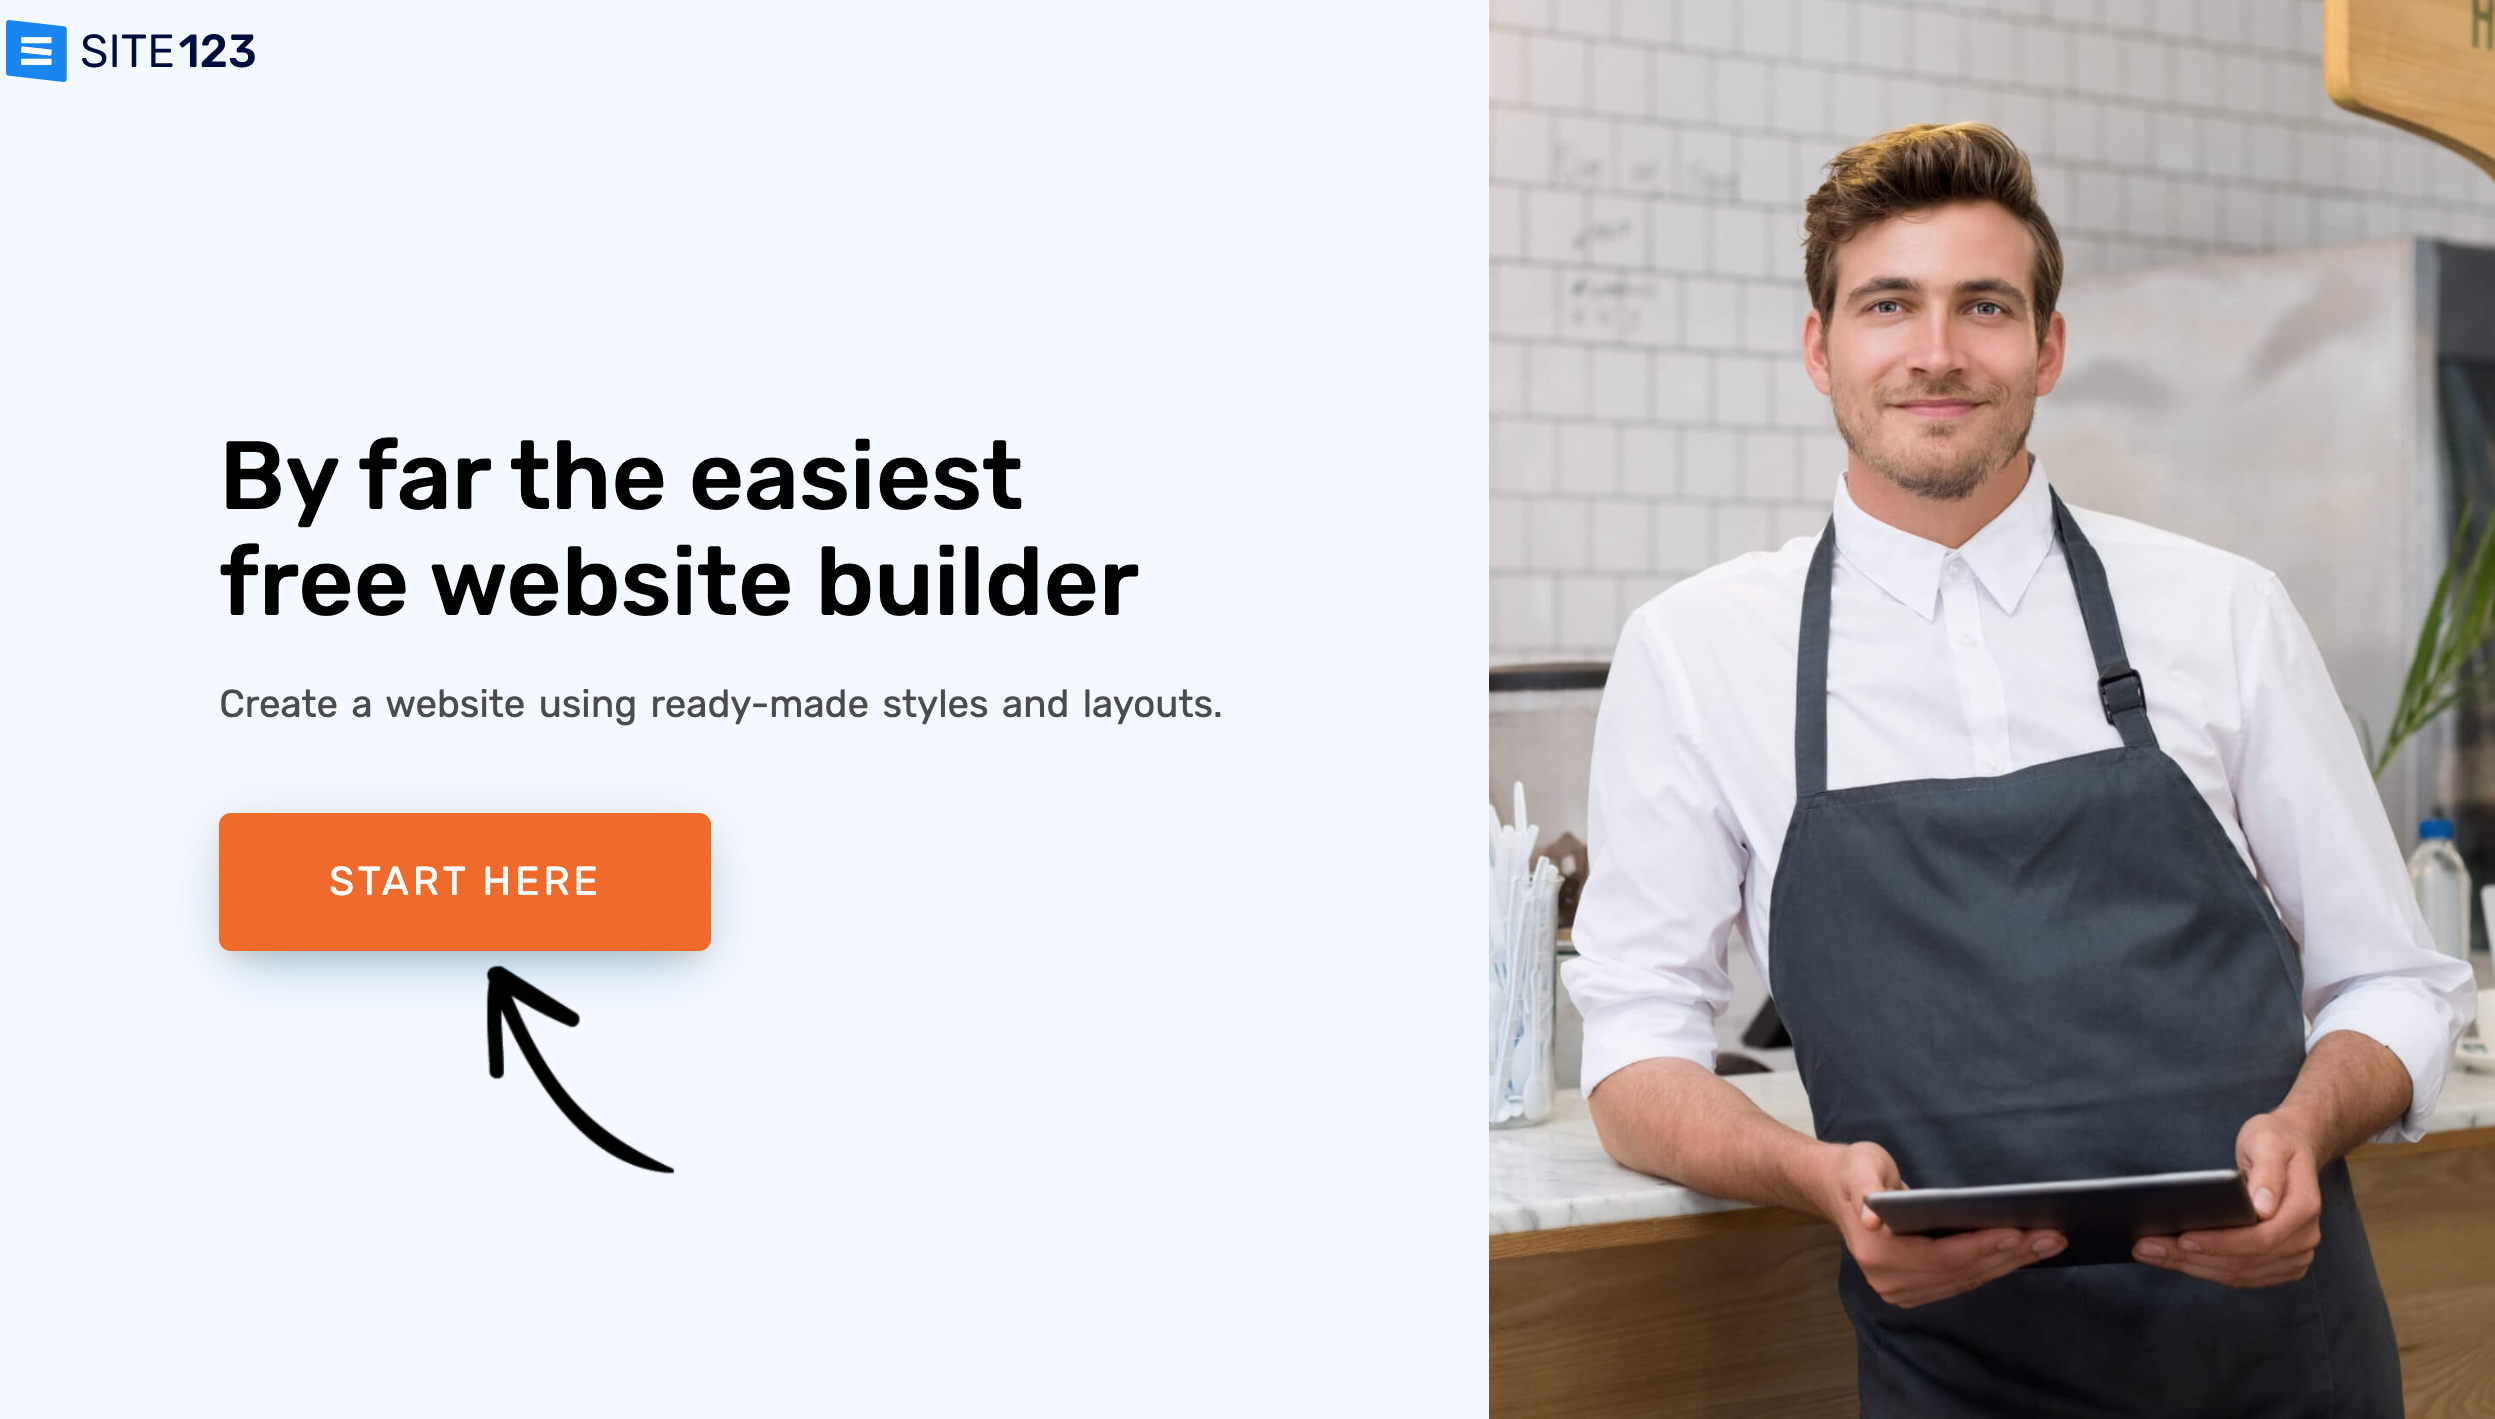 SITE123
By far the easiest
free website builder
Create a website using ready-made styles and layouts.
START HERE